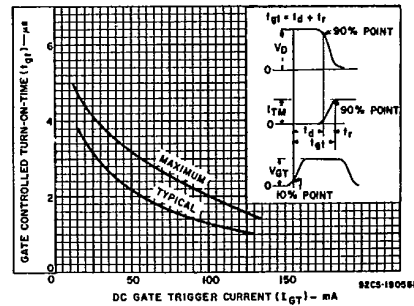 GATE CONTROLLED TURN-ON-TIME (tgt) — μs
6
4
2
0
50
100
150
200
DC GATE TRIGGER CURRENT (IGT) — mA
MAXIMUM
TYPICAL
tgt = td + tr
90% POINT
VD
0
ITM
90% POINT
0
td
tr
tgt
VGT
0
10% POINT
92CS-19056